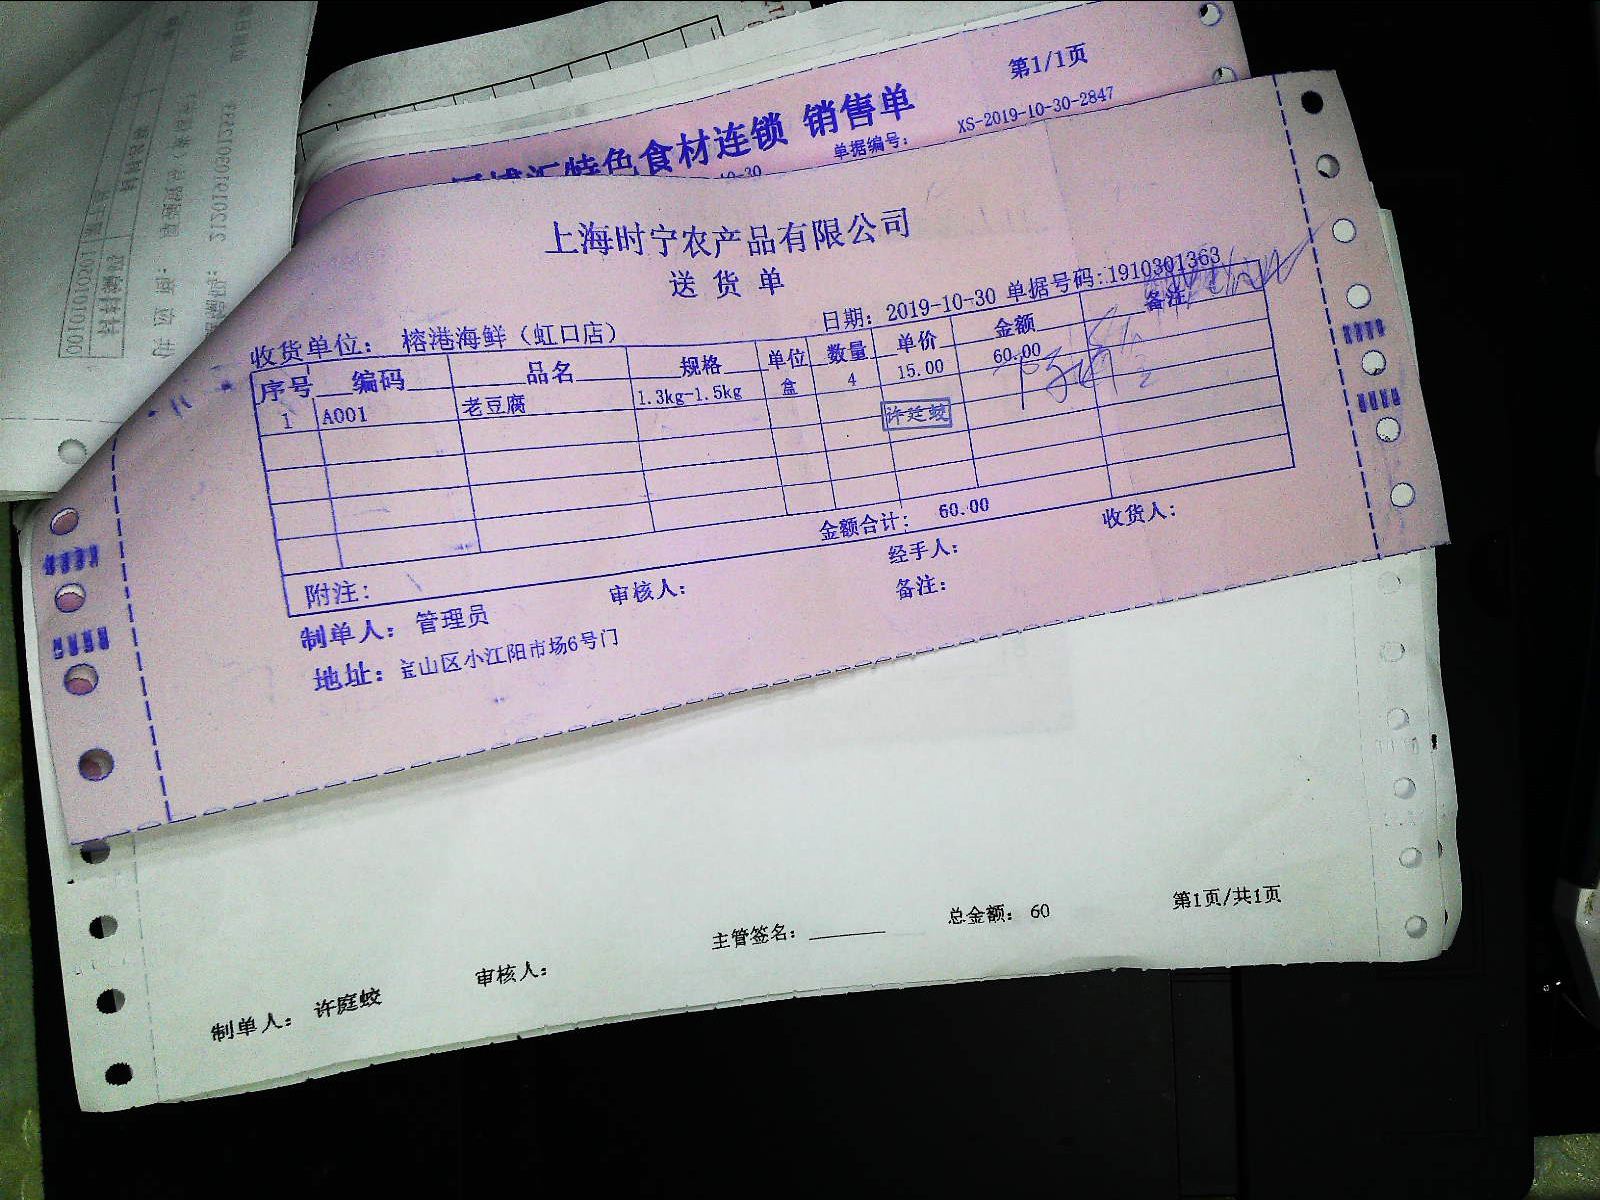 第1/1页
特色食材连锁 销售单
单据编号: XS-2019-10-30-2847
10-30
上海时宁农产品有限公司
送货单
收货单位: 榕港海鲜（虹口店） 日期: 2019-10-30 单据号码:1910301363
序号 编码 品名 规格 单位 数量 单价 金额 备注
1 A001 老豆腐 1.3kg-1.5kg 盒 4 15.00 60.00
许廷蛟
金额合计: 60.00
附注: 审核人: 经手人: 收货人:
制单人: 管理员 备注:
地址: 宝山区小江阳市场6号门
制单人: 许庭蛟 审核人: 主管签名: 总金额: 60 第1页/共1页